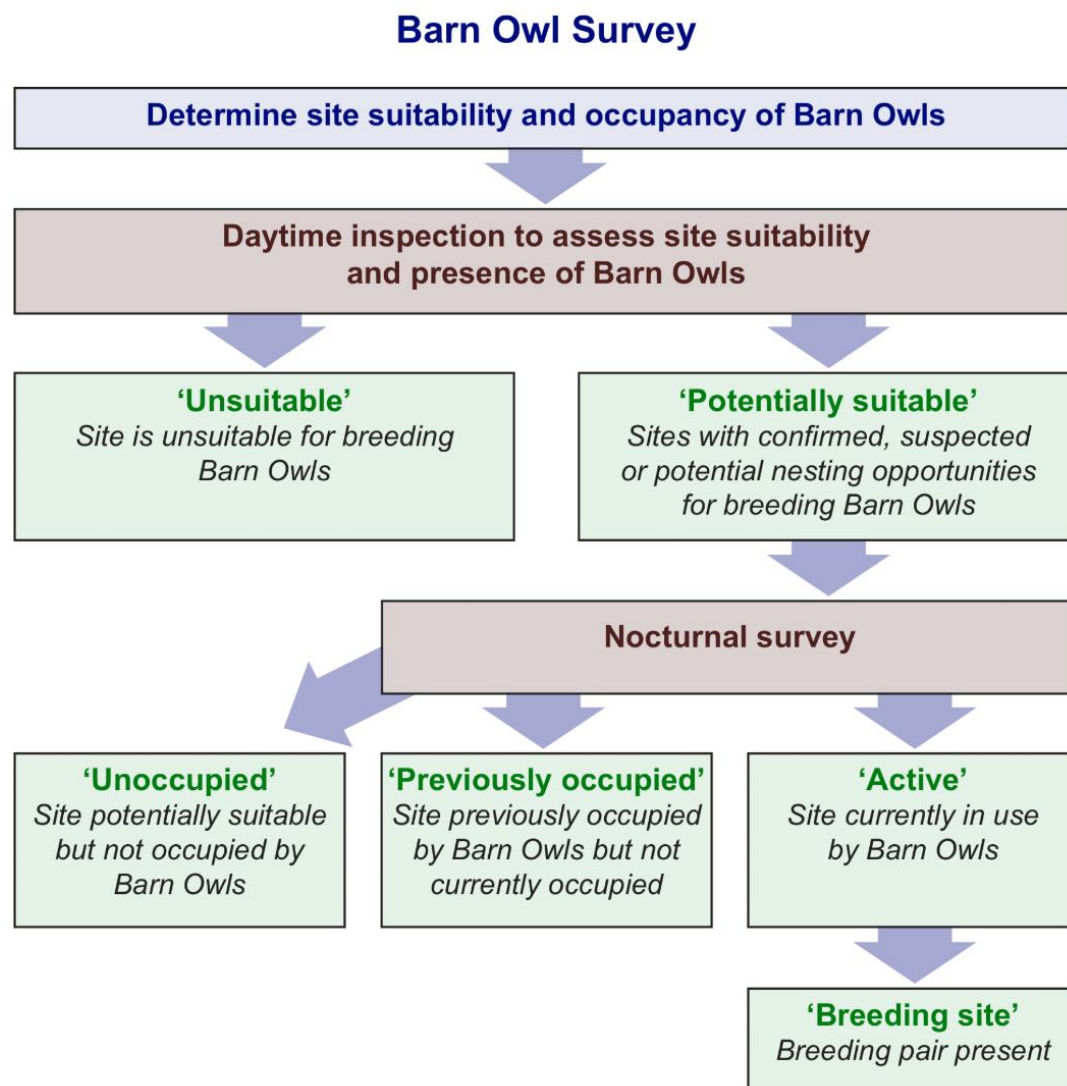 Barn Owl Survey
Determine site suitability and occupancy of Barn Owls
Daytime inspection to assess site suitability
and presence of Barn Owls
‘Unsuitable’
Site is unsuitable for breeding
Barn Owls
‘Potentially suitable’
Sites with confirmed, suspected
or potential nesting opportunities
for breeding Barn Owls
Nocturnal survey
‘Unoccupied’
Site potentially suitable
but not occupied by
Barn Owls
‘Previously occupied’
Site previously occupied
by Barn Owls but not
currently occupied
‘Active’
Site currently in use
by Barn Owls
‘Breeding site’
Breeding pair present